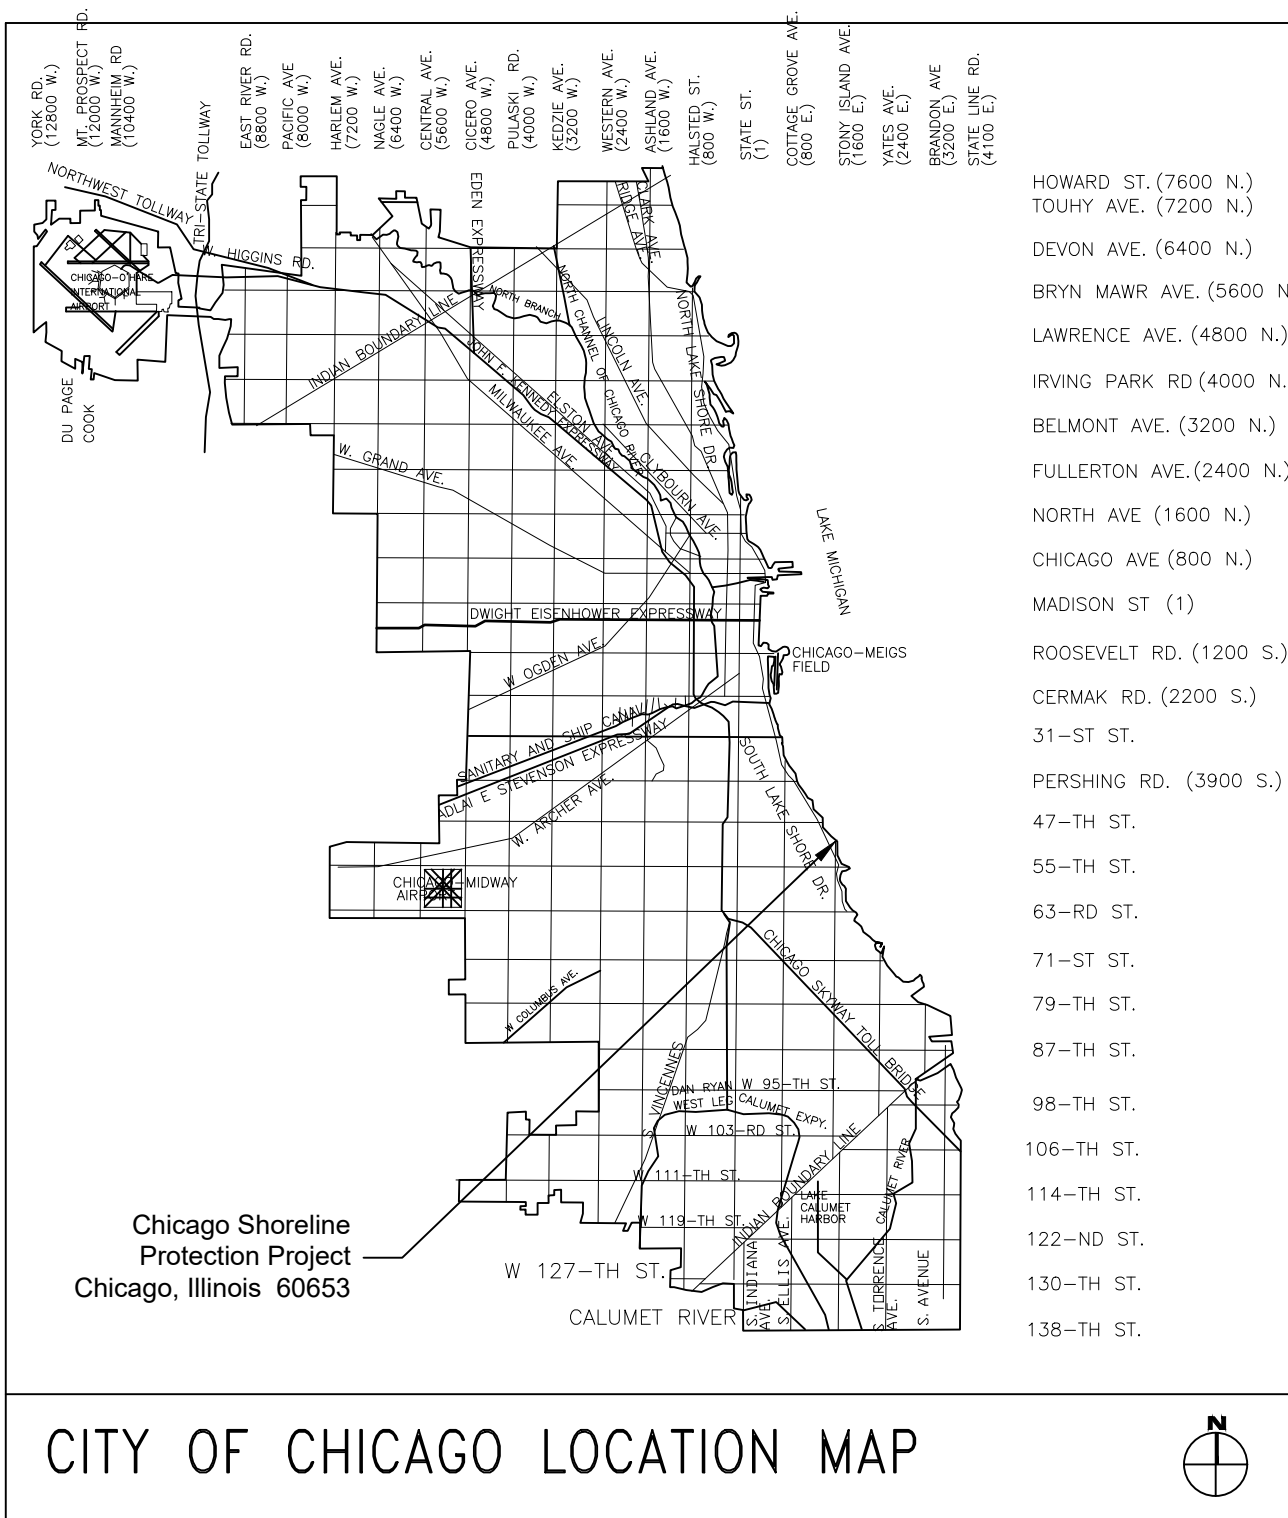 YORK RD.
(12800 W.)
MT. PROSPECT RD.
(12000 W.)
MANNHEIM RD
(10400 W.)
TRI-STATE TOLLWAY
EAST RIVER RD.
(8800 W.)
PACIFIC AVE
(8000 W.)
HARLEM AVE.
(7200 W.)
NAGLE AVE.
(6400 W.)
CENTRAL AVE.
(5600 W.)
CICERO AVE.
(4800 W.)
PULASKI RD.
(4000 W.)
KEDZIE AVE.
(3200 W.)
WESTERN AVE.
(2400 W.)
ASHLAND AVE.
(1600 W.)
HALSTED ST.
(800 W.)
STATE ST.
(1)
COTTAGE GROVE AVE.
(800 E.)
STONY ISLAND AVE.
(1600 E.)
YATES AVE.
(2400 E.)
BRANDON AVE
(3200 E.)
STATE LINE RD.
(4100 E.)
HOWARD ST. (7600 N.)
TOUHY AVE. (7200 N.)
DEVON AVE. (6400 N.)
BRYN MAWR AVE. (5600 N
LAWRENCE AVE. (4800 N.)
IRVING PARK RD (4000 N.
BELMONT AVE. (3200 N.)
FULLERTON AVE. (2400 N.)
NORTH AVE (1600 N.)
CHICAGO AVE (800 N.)
MADISON ST (1)
ROOSEVELT RD. (1200 S.)
CERMAK RD. (2200 S.)
31-ST ST.
PERSHING RD. (3900 S.)
47-TH ST.
55-TH ST.
63-RD ST.
71-ST ST.
79-TH ST.
87-TH ST.
98-TH ST.
106-TH ST.
114-TH ST.
122-ND ST.
130-TH ST.
138-TH ST.
NORTHWEST TOLLWAY
N. HIGGINS RD.
CHICAGO-O'HARE
INTERNATIONAL
AIRPORT
DU PAGE
COOK
EDEN EXPRESSWAY
RIDGE AVE.
CLARK AVE.
NORTH BRANCH
NORTH CHANNEL OF CHICAGO RIVER
LINCOLN AVE.
NORTH LAKE SHORE DR.
INDIAN BOUNDARY LINE
JOHN F. KENNEDY EXPRESSWAY
ELSTON AVE.
MILWAUKEE AVE.
CLYBOURN AVE.
W. GRAND AVE.
LAKE MICHIGAN
DWIGHT EISENHOWER EXPRESSWAY
W OGDEN AVE.
CHICAGO-MEIGS
FIELD
SANITARY AND SHIP CANAL
ADLAI E STEVENSON EXPRESSWAY
W. ARCHER AVE.
SOUTH LAKE SHORE DR.
CHICAGO-MIDWAY
AIRPORT
CHICAGO SKYWAY TOLL BRIDGE
W COLUMBUS AVE.
S. VINCENNES
DAN RYAN
WEST LEG
W 95-TH ST.
CALUMET EXPY.
W 103-RD ST.
W 111-TH ST.
W 119-TH ST.
INDIAN BOUNDARY LINE
LAKE
CALUMET
HARBOR
CALUMET RIVER
W 127-TH ST.
CALUMET RIVER
S. INDIANA
AVE.
S. ELLIS AVE.
S TORRENCE
AVE.
S. AVENUE
Chicago Shoreline
Protection Project
Chicago, Illinois 60653
CITY OF CHICAGO LOCATION MAP
N